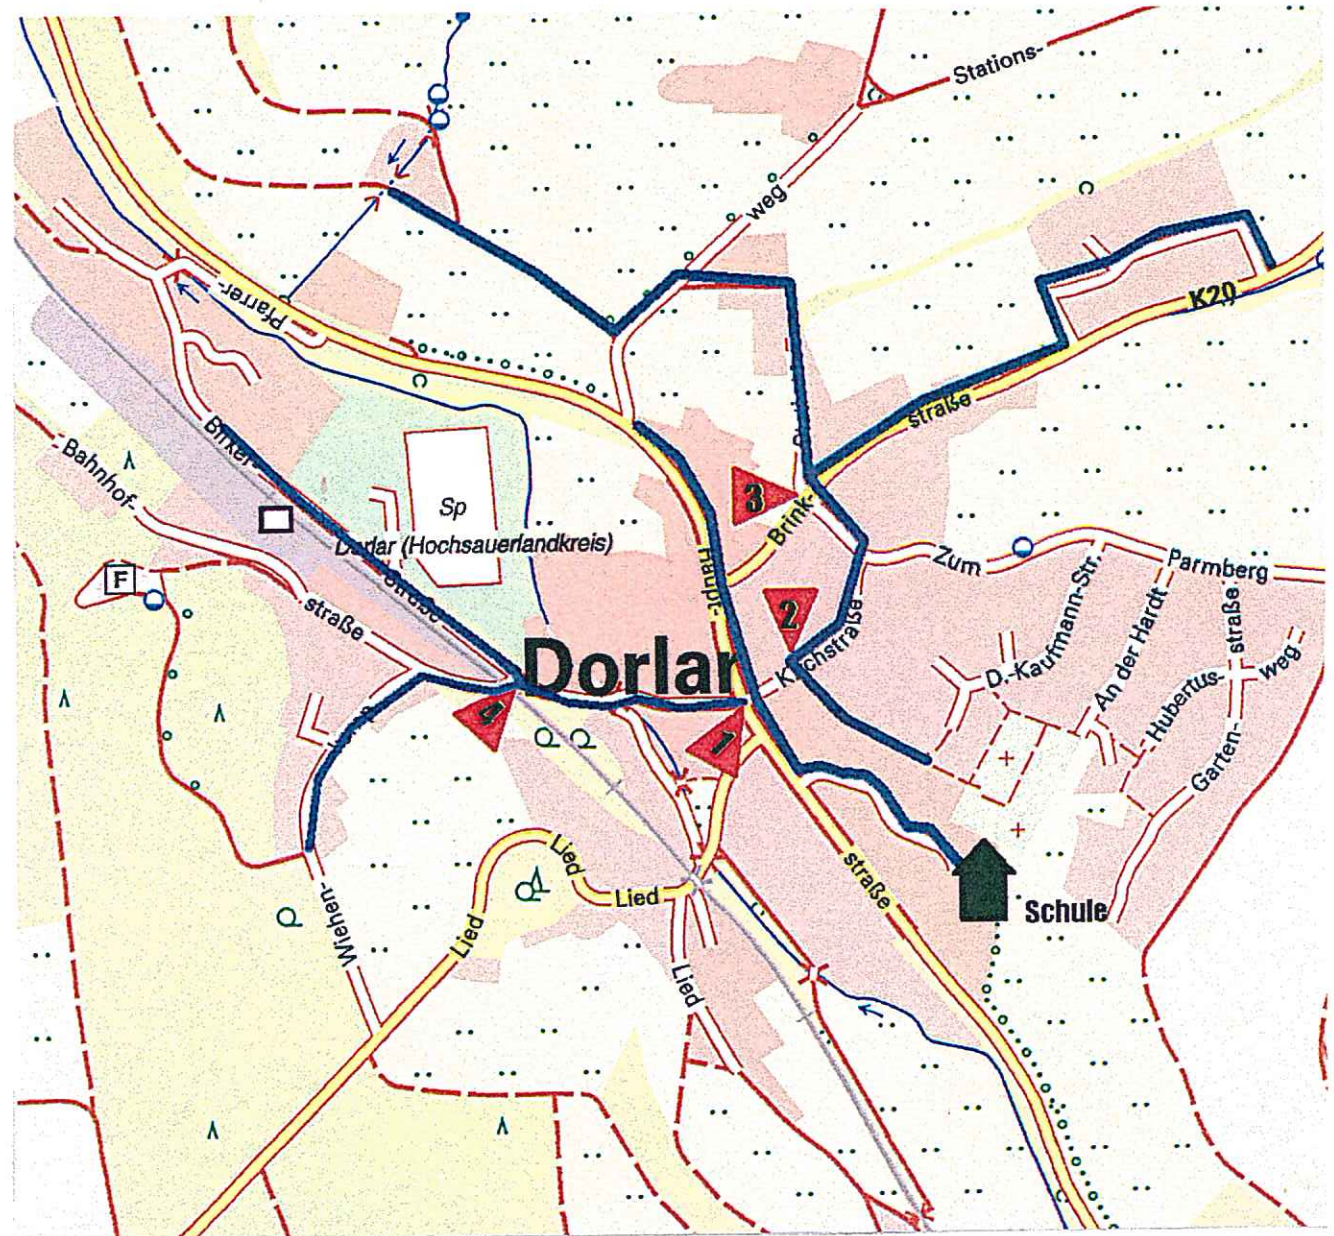 Stations-
weg
Pfarrer-
K20
straße
Birker-
Bahnhof-
Sp
Dorlar (Hochsauerlandkreis)
3
Brink-
Haupt-
Zum
Parmberg
F
straße
Straße
2
Kirchstraße
D.-Kaufmann-Str.
An der Hardt
Hubertus-
straße
weg
Garten-
Dorlar
4
1
Lied
Lied
Lied
Lied
straße
Schule
Wiehen-